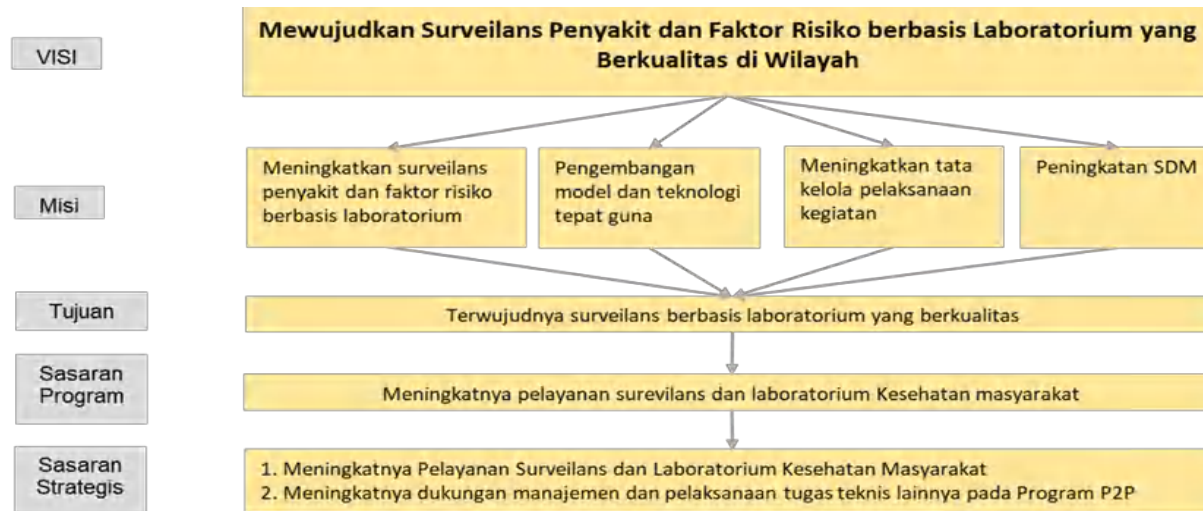 VISI
Mewujudkan Surveilans Penyakit dan Faktor Risiko berbasis Laboratorium yang
Berkualitas di Wilayah
Misi
Meningkatkan surveilans
penyakit dan faktor risiko
berbasis laboratorium
Pengembangan
model dan teknologi
tepat guna
Meningkatkan tata
kelola pelaksanaan
kegiatan
Peningkatan SDM
Tujuan
Terwujudnya surveilans berbasis laboratorium yang berkualitas
Sasaran
Program
Meningkatnya pelayanan surevilans dan laboratorium Kesehatan masyarakat
Sasaran
Strategis
1. Meningkatnya Pelayanan Surveilans dan Laboratorium Kesehatan Masyarakat
2. Meningkatnya dukungan manajemen dan pelaksanaan tugas teknis lainnya pada Program P2P